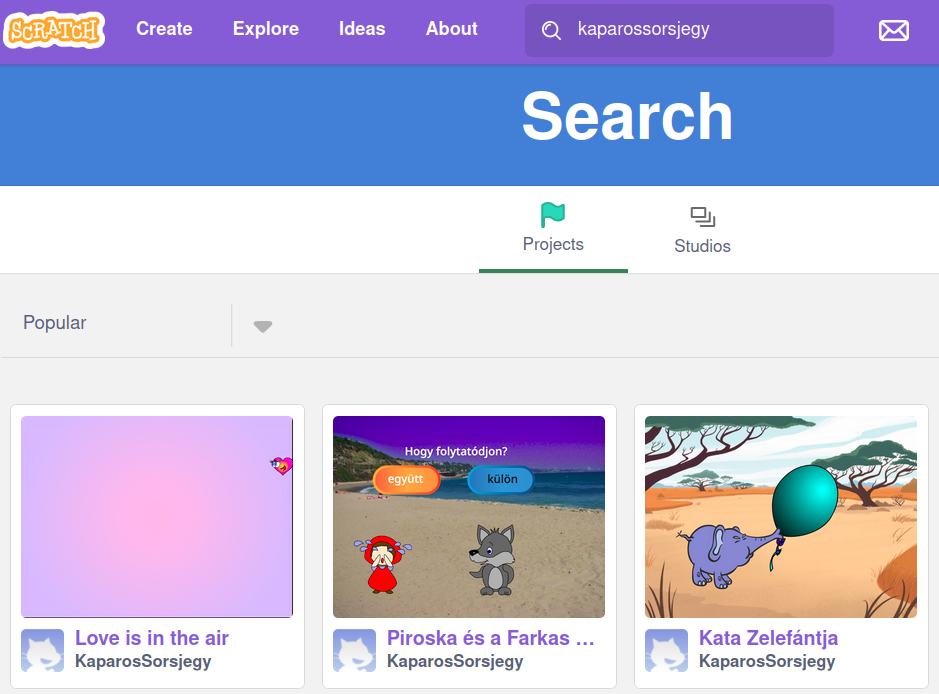 SCRATCH
Create
Explore
Ideas
About
kaparossorsjegy
Search
Projects
Studios
Popular
Hogy folytatódjon?
együtt
külön
Love is in the air
KaparosSorsjegy
Piroska és a Farkas ...
KaparosSorsjegy
Kata Zelefántja
KaparosSorsjegy